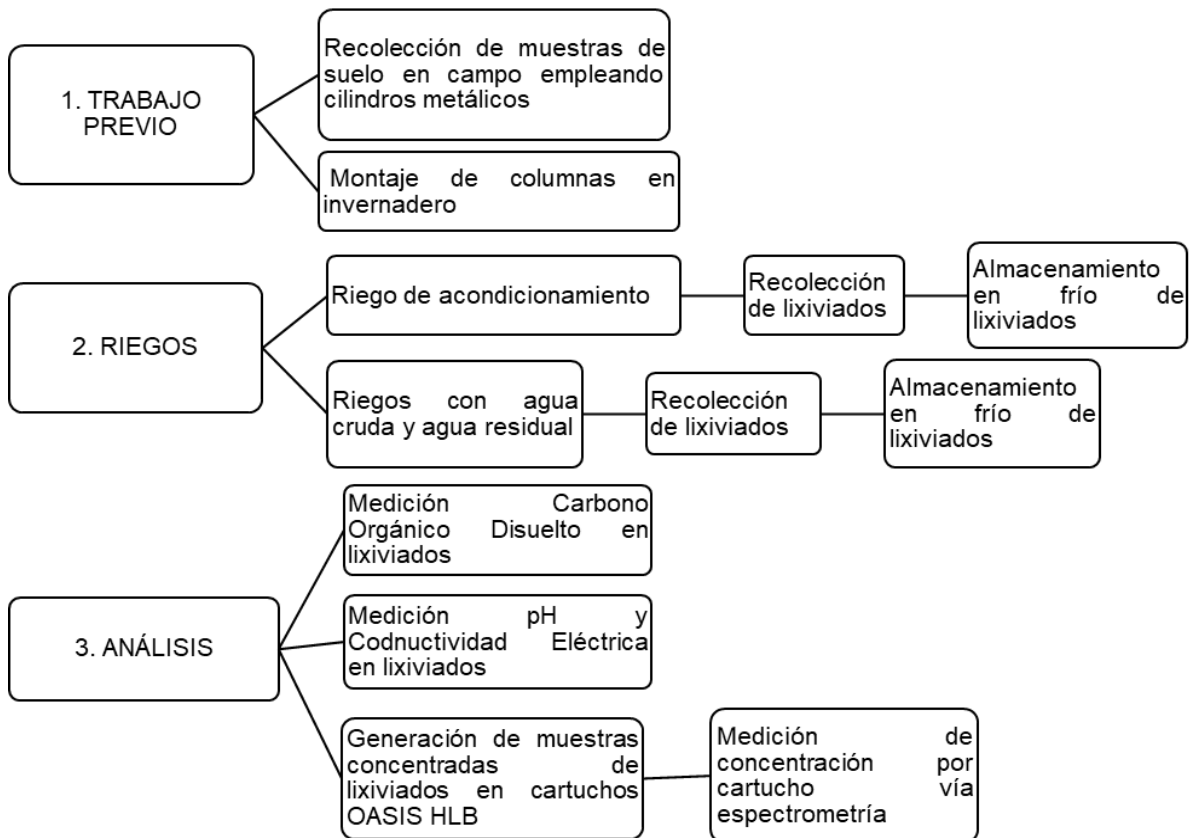 1. TRABAJO
PREVIO
Recolección de muestras de
suelo en campo empleando
cilindros metálicos
Montaje de columnas en
invernadero
2. RIEGOS
Riego de acondicionamiento
Recolección
de lixiviados
Almacenamiento
en frío de
lixiviados
Riegos con agua
cruda y agua residual
Recolección
de lixiviados
Almacenamiento
en frío de
lixiviados
3. ANÁLISIS
Medición Carbono
Orgánico Disuelto en
lixiviados
Medición pH y
Codnuctividad Eléctrica
en lixiviados
Generación de muestras
concentradas de
lixiviados en cartuchos
OASIS HLB
Medición de
concentración por
cartucho vía
espectrometría